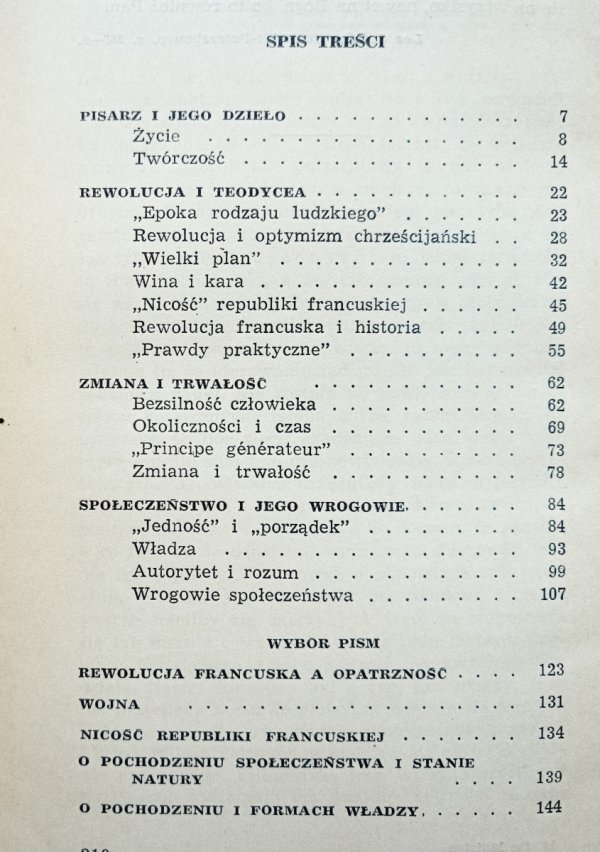 SPIS TREŚCI
PISARZ I JEGO DZIEŁO . . . . . . . . . . . . . 7
Życie . . . . . . . . . . . . . . . 8
Twórczość . . . . . . . . . . . . . 14
REWOLUCJA I TEODYCEA . . . . . . . . . . . . 22
„Epoka rodzaju ludzkiego” . . . . . . 23
Rewolucja i optymizm chrześcijański . . 28
„Wielki plan” . . . . . . . . . . . . 32
Wina i kara . . . . . . . . . . . . . 42
„Nicość” republiki francuskiej . . . . . . 45
Rewolucja francuska i historia . . . . . 49
„Prawdy praktyczne” . . . . . . . . . 55
ZMIANA I TRWAŁOŚĆ . . . . . . . . . . . 62
Bezsilność człowieka . . . . . . . . . . 62
Okoliczności i czas . . . . . . . . . . 69
„Principe générateur” . . . . . . . . . 73
Zmiana i trwałość . . . . . . . . . . 78
SPOŁECZEŃSTWO I JEGO WROGOWIE. . . . . . . 84
„Jedność” i „porządek” . . . . . . . . 84
Władza . . . . . . . . . . . . . . 93
Autorytet i rozum . . . . . . . . . . . 99
Wrogowie społeczeństwa . . . . . . . . 107
WYBOR PISM
REWOLUCJA FRANCUSKA A OPATRZNOŚĆ . . . . 123
WOJNA . . . . . . . . . . . . . . . . 131
NICOŚĆ REPUBLIKI FRANCUSKIEJ . . . . . . . 134
O POCHODZENIU SPOŁECZEŃSTWA I STANIE
NATURY . . . . 139
O POCHODZENIU I FORMACH WŁADZY. . . . . . 144